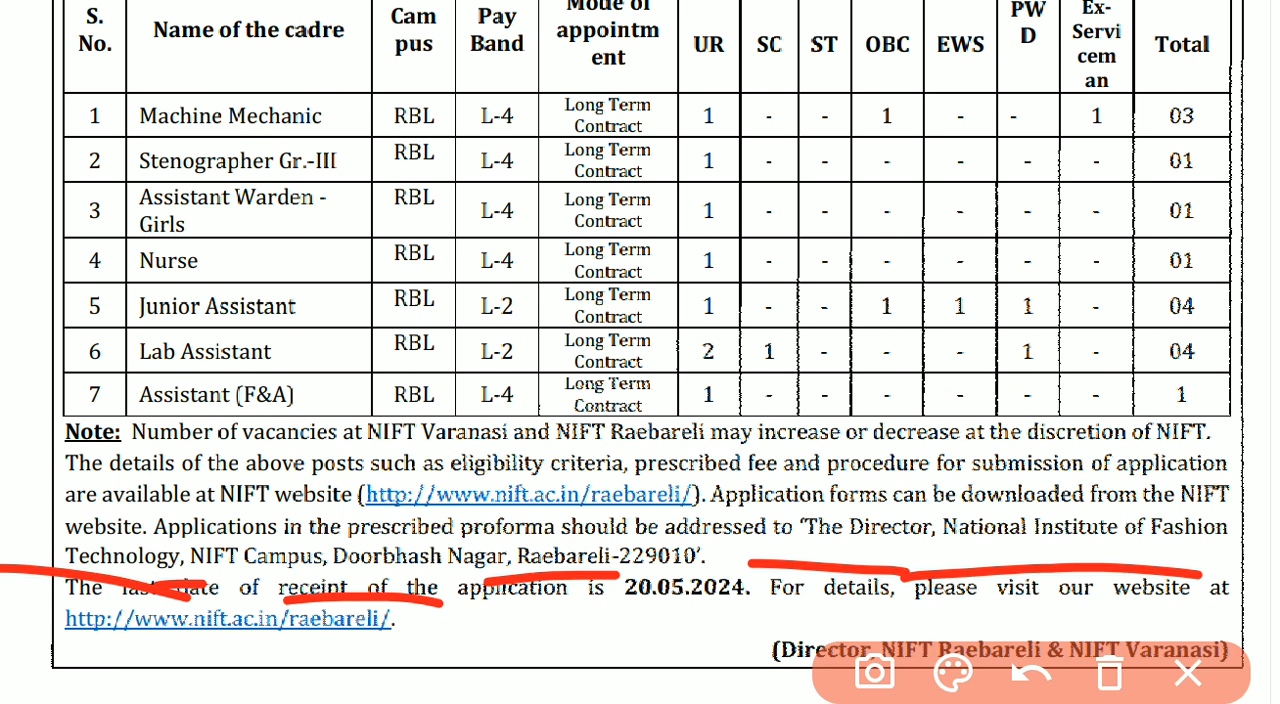 S. No. Name of the cadre Cam pus Pay Band Mode of appointm ent UR SC ST OBC EWS PW D Ex- Servi cem an Total
1 Machine Mechanic RBL L-4 Long Term Contract 1 - - 1 - - 1 03
2 Stenographer Gr.-III RBL L-4 Long Term Contract 1 - - - - - - 01
3 Assistant Warden - Girls RBL L-4 Long Term Contract 1 - - - - - - 01
4 Nurse RBL L-4 Long Term Contract 1 - - - - - - 01
5 Junior Assistant RBL L-2 Long Term Contract 1 - - 1 1 1 - 04
6 Lab Assistant RBL L-2 Long Term Contract 2 1 - - - 1 - 04
7 Assistant (F&A) RBL L-4 Long Term Contract 1 - - - - - - 1
Note: Number of vacancies at NIFT Varanasi and NIFT Raebareli may increase or decrease at the discretion of NIFT.
The details of the above posts such as eligibility criteria, prescribed fee and procedure for submission of application
are available at NIFT website (http://www.nift.ac.in/raebareli/). Application forms can be downloaded from the NIFT
website. Applications in the prescribed proforma should be addressed to 'The Director, National Institute of Fashion
Technology, NIFT Campus, Doorbhash Nagar, Raebareli-229010'.
The last date of receipt of the application is 20.05.2024. For details, please visit our website at
http://www.nift.ac.in/raebareli/.
(Director, NIFT Raebareli & NIFT Varanasi)